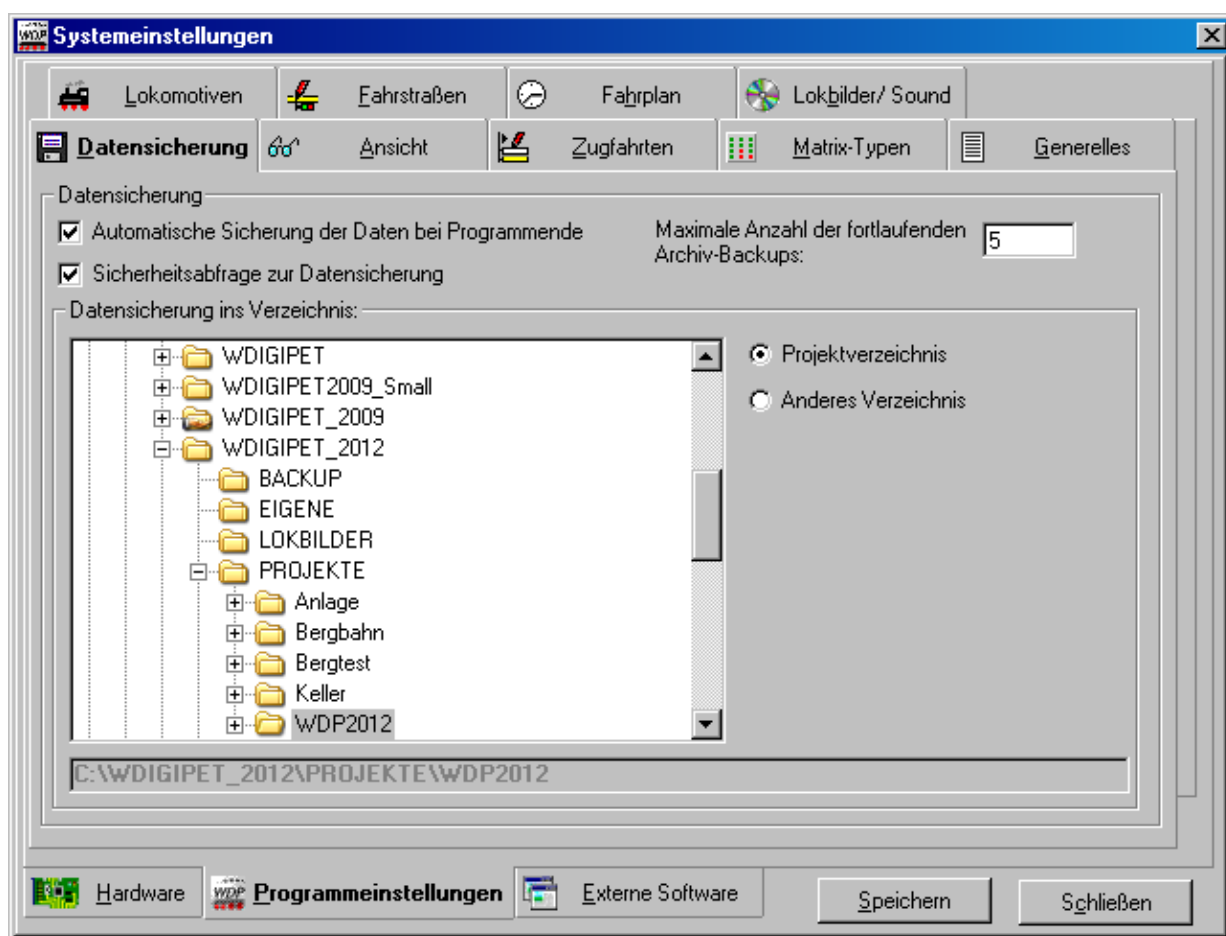 WDP Systemeinstellungen
Lokomotiven Fahrstraßen Fahrplan Lokbilder/ Sound
Datensicherung Ansicht Zugfahrten Matrix-Typen Generelles
Datensicherung
Automatische Sicherung der Daten bei Programmende
Maximale Anzahl der fortlaufenden
Archiv-Backups:
5
Sicherheitsabfrage zur Datensicherung
Datensicherung ins Verzeichnis:
WDIGIPET
WDIGIPET2009_Small
WDIGIPET_2009
WDIGIPET_2012
BACKUP
EIGENE
LOKBILDER
PROJEKTE
Anlage
Bergbahn
Bergtest
Keller
WDP2012
Projektverzeichnis
Anderes Verzeichnis
C:\WDIGIPET_2012\PROJEKTE\WDP2012
Hardware WDP Programmeinstellungen Externe Software
Speichern Schließen